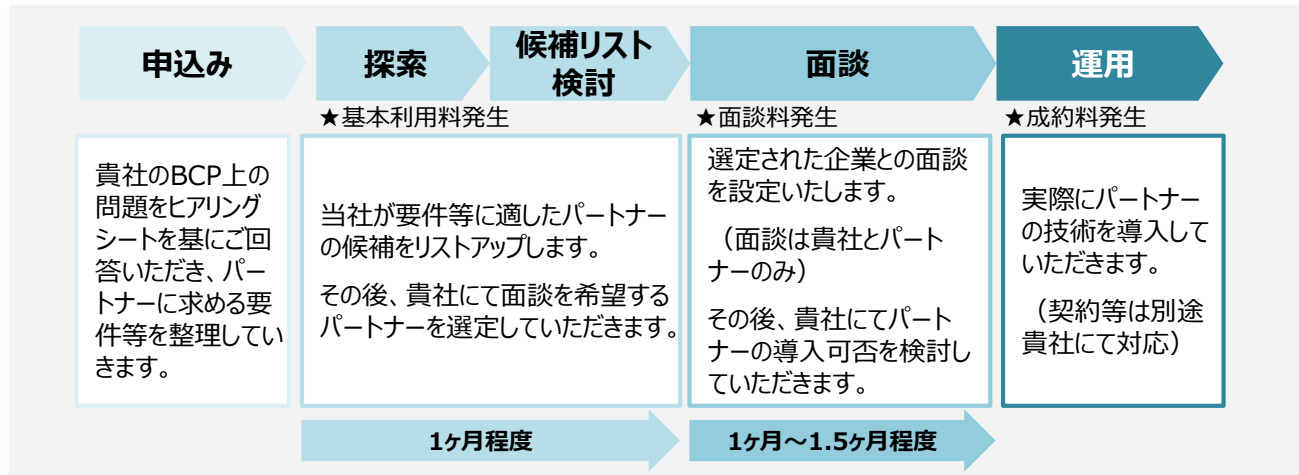 申込み
探索
候補リスト
検討
面談
運用
★基本利用料発生
★面談料発生
★成約料発生
貴社のBCP上の
問題をヒアリング
シートを基にご回
答いただき、パー
トナーに求める要
件等を整理してい
きます。
当社が要件等に適したパートナー
の候補をリストアップします。
その後、貴社にて面談を希望する
パートナーを選定していただきます。
選定された企業との面談
を設定いたします。
（面談は貴社とパート
ナーのみ）
その後、貴社にてパート
ナーの導入可否を検討し
ていただきます。
実際にパートナー
の技術を導入して
いただきます。
（契約等は別途
貴社にて対応）
1ヶ月程度
1ヶ月～1.5ヶ月程度